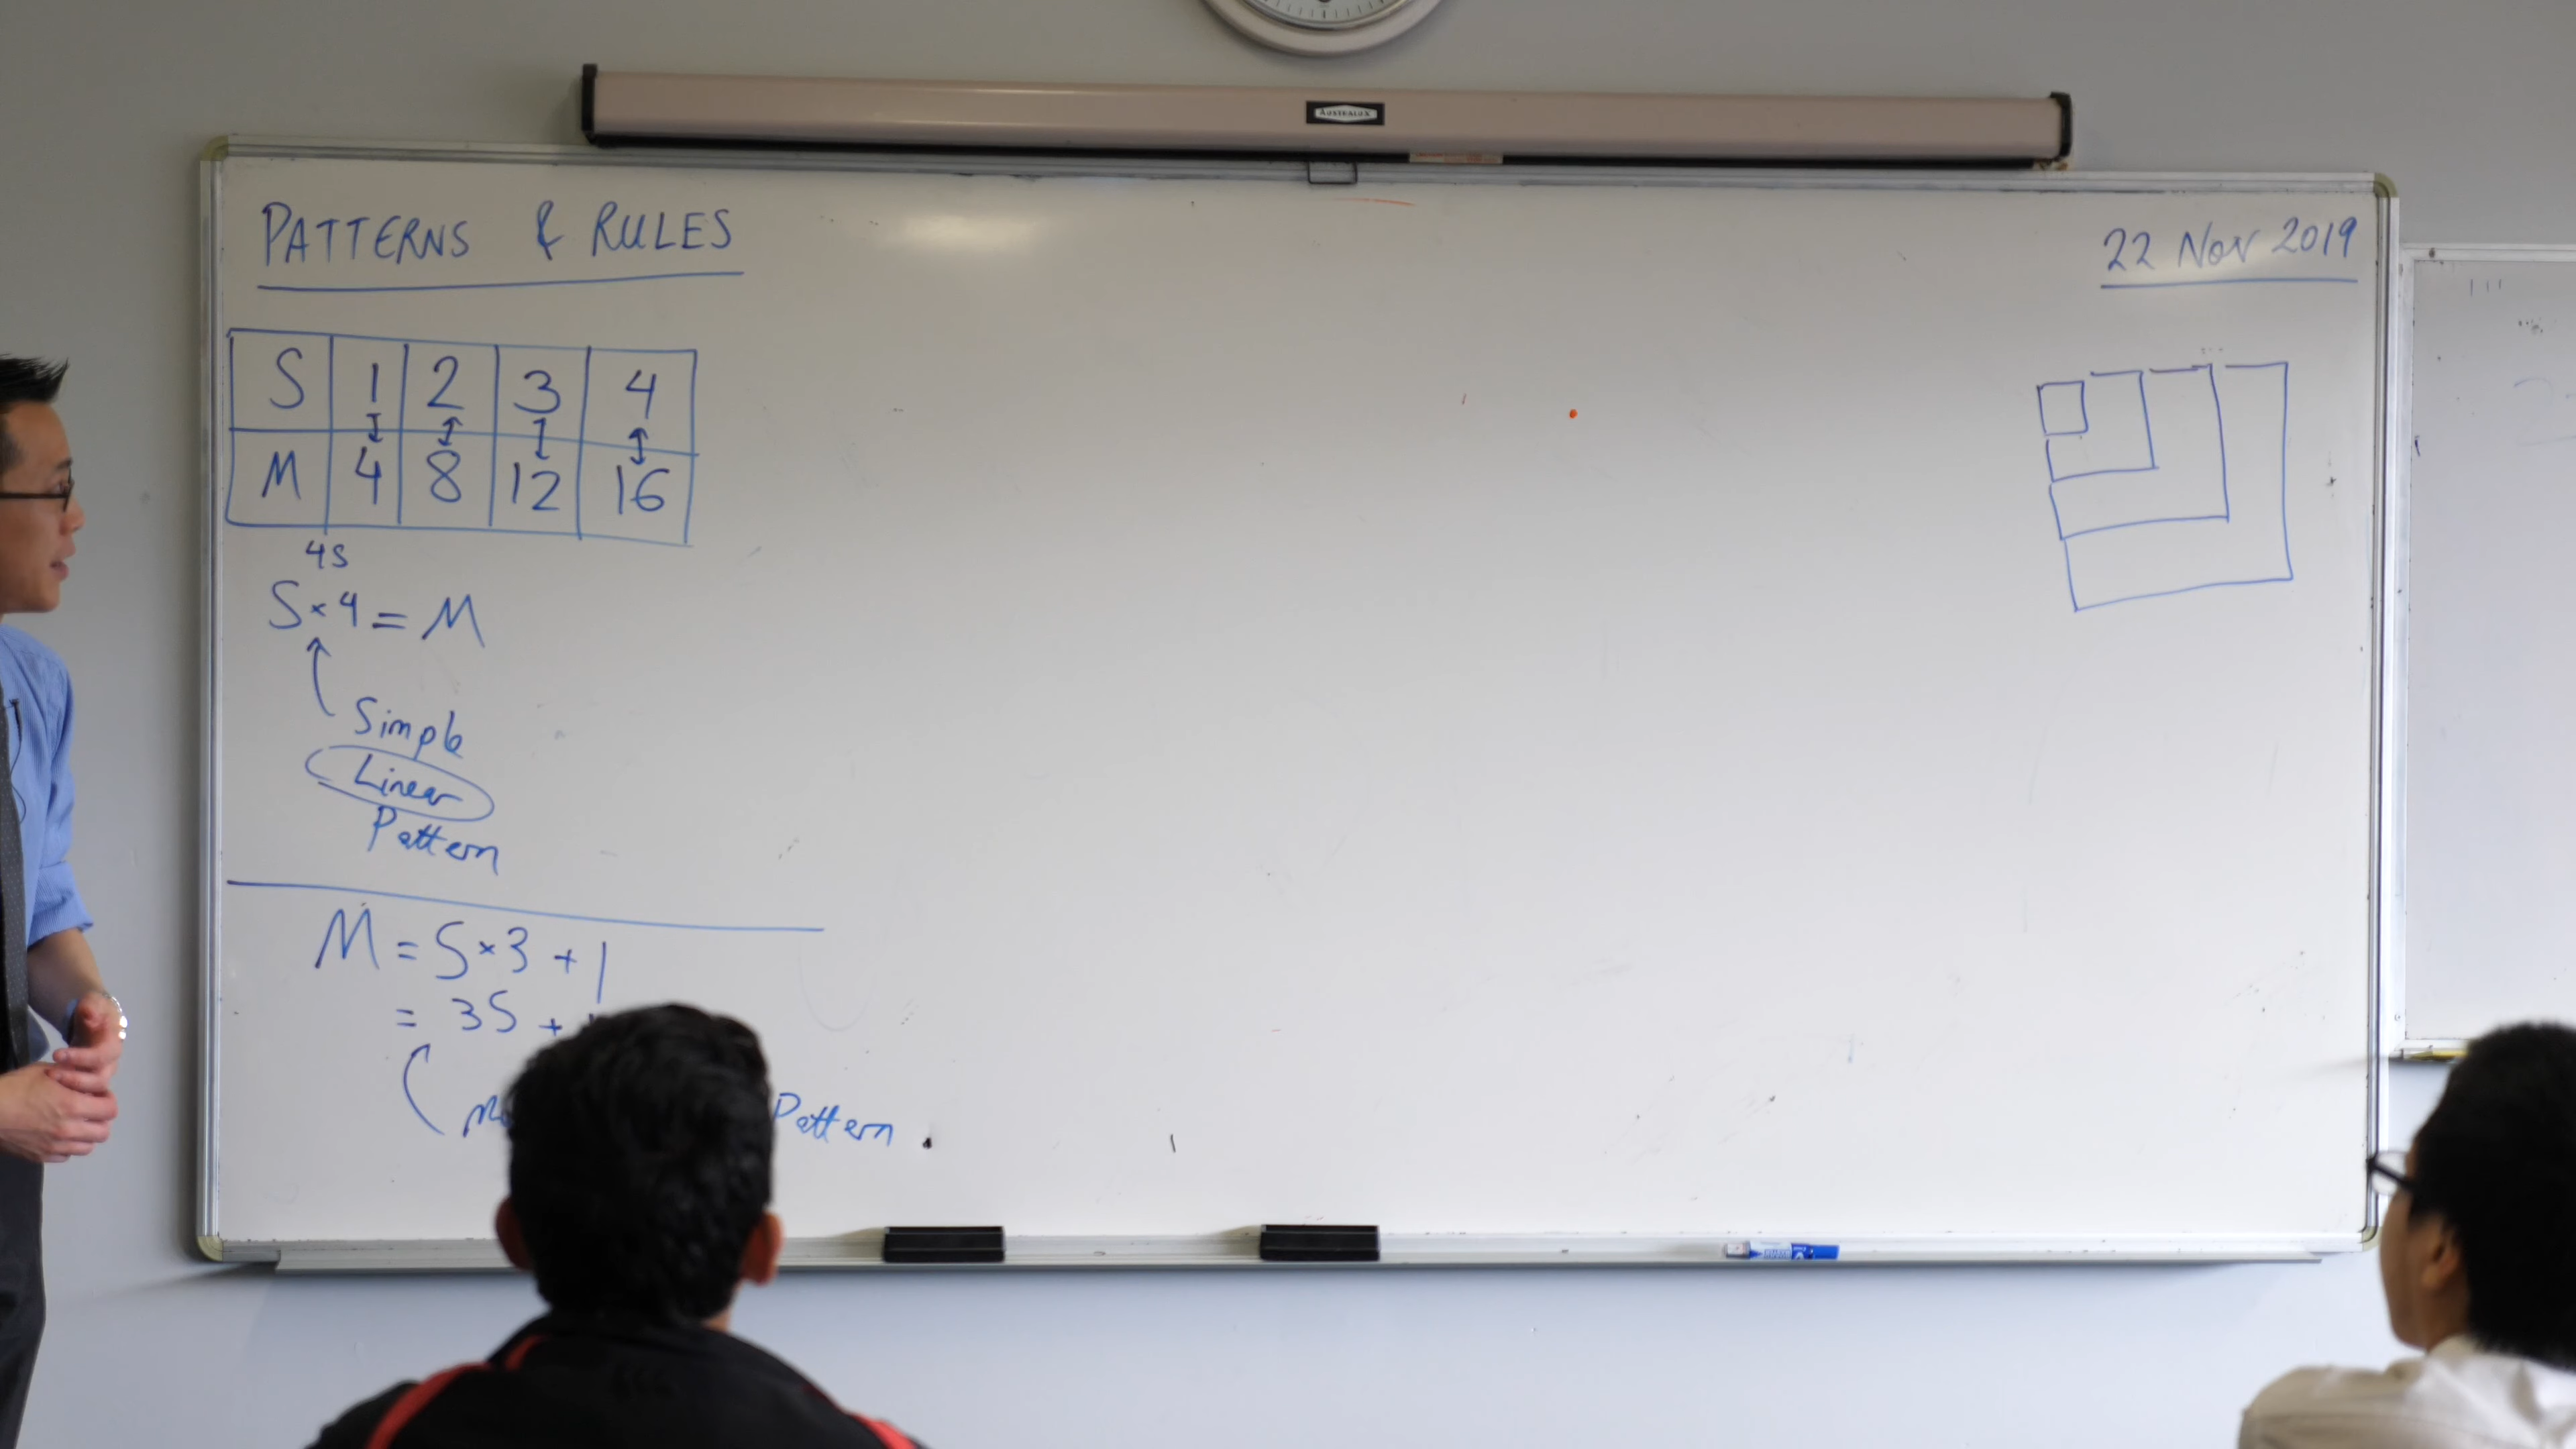 AUSTRALUX
PATTERNS & RULES
22 Nov 2019
S 1 2 3 4
M 4 8 12 16
4S
S×4=M
Simple
Linear
Pattern
M = S×3 + 1
= 3S +
Pattern